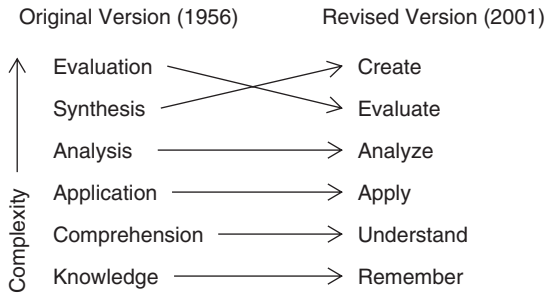 Original Version (1956) Revised Version (2001)
Evaluation Create
Synthesis Evaluate
Analysis Analyze
Application Apply
Comprehension Understand
Knowledge Remember
Complexity